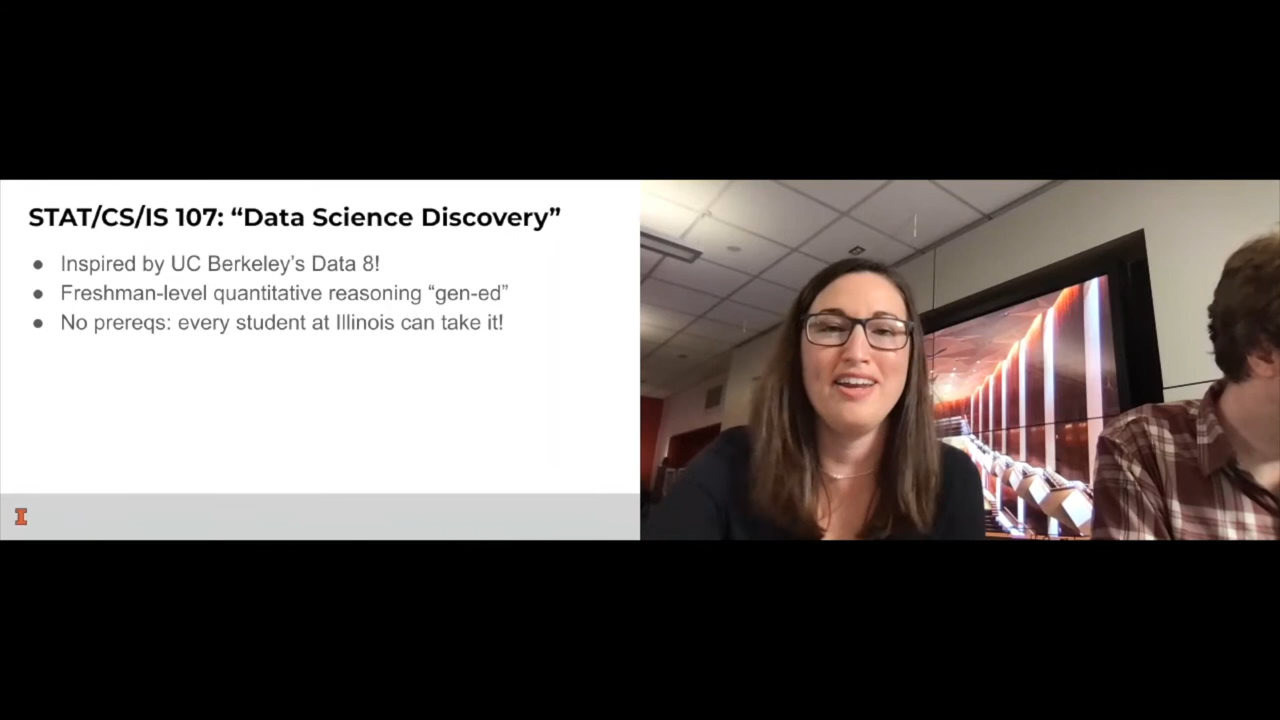 STAT/CS/IS 107: “Data Science Discovery”
● Inspired by UC Berkeley’s Data 8!
● Freshman-level quantitative reasoning “gen-ed”
● No prereqs: every student at Illinois can take it!
I